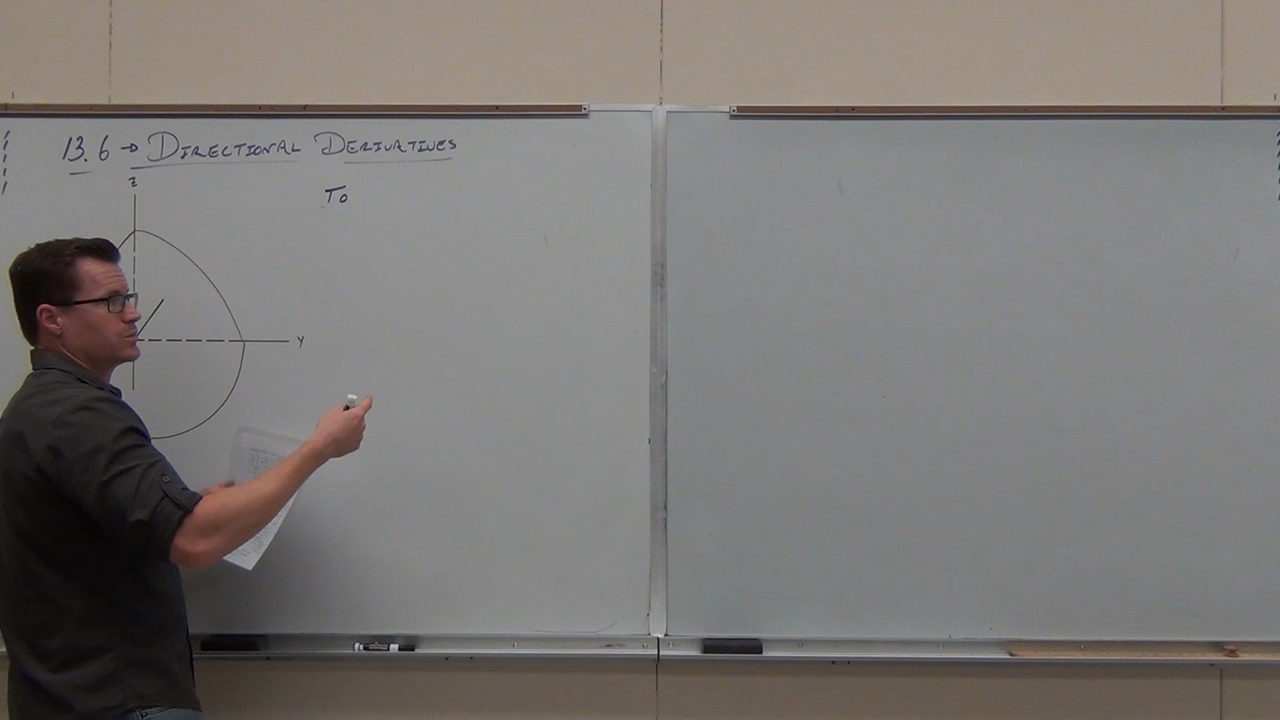 13.6 → DIRECTIONAL DERIVATIVES
Z
To
Y